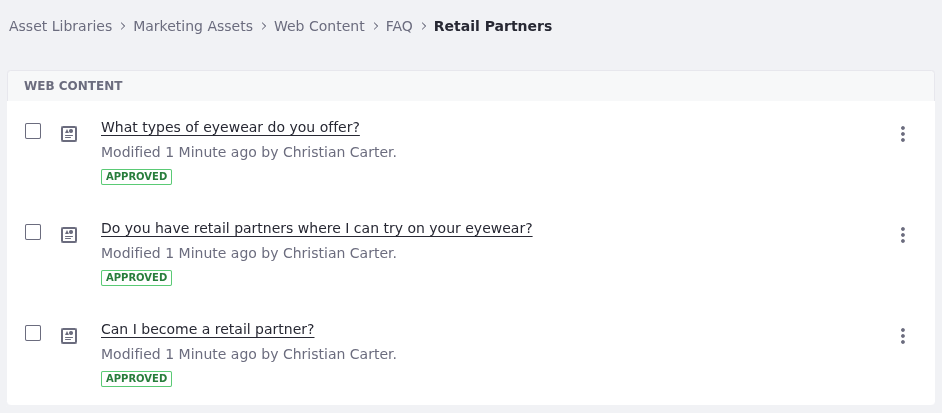 Asset Libraries > Marketing Assets > Web Content > FAQ > Retail Partners
WEB CONTENT
What types of eyewear do you offer?
Modified 1 Minute ago by Christian Carter.
APPROVED
Do you have retail partners where I can try on your eyewear?
Modified 1 Minute ago by Christian Carter.
APPROVED
Can I become a retail partner?
Modified 1 Minute ago by Christian Carter.
APPROVED